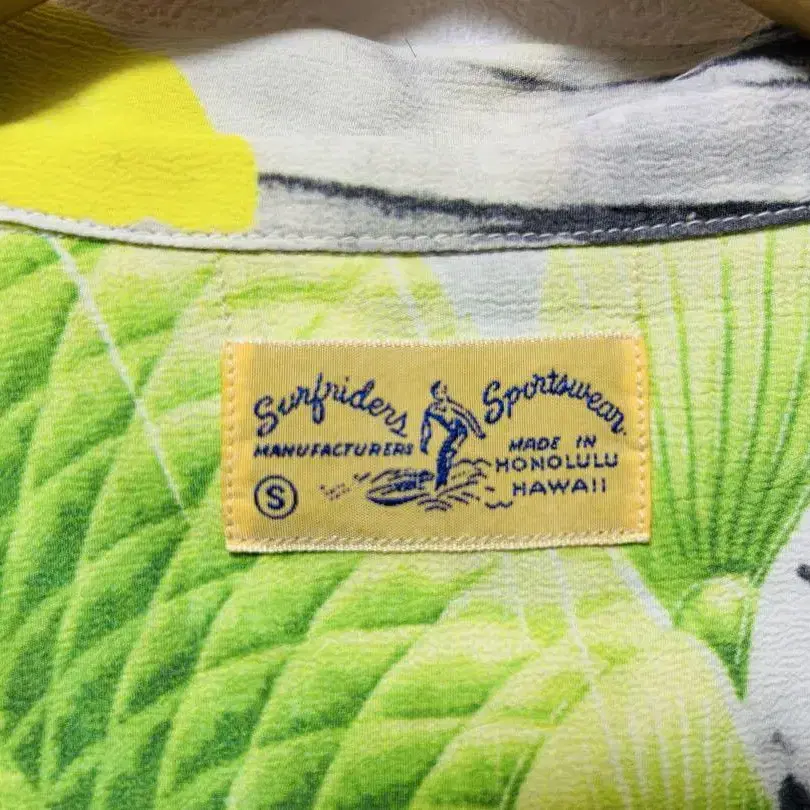 Surfriders Sportswear
MANUFACTURERS MADE IN
HONOLULU
S HAWAII